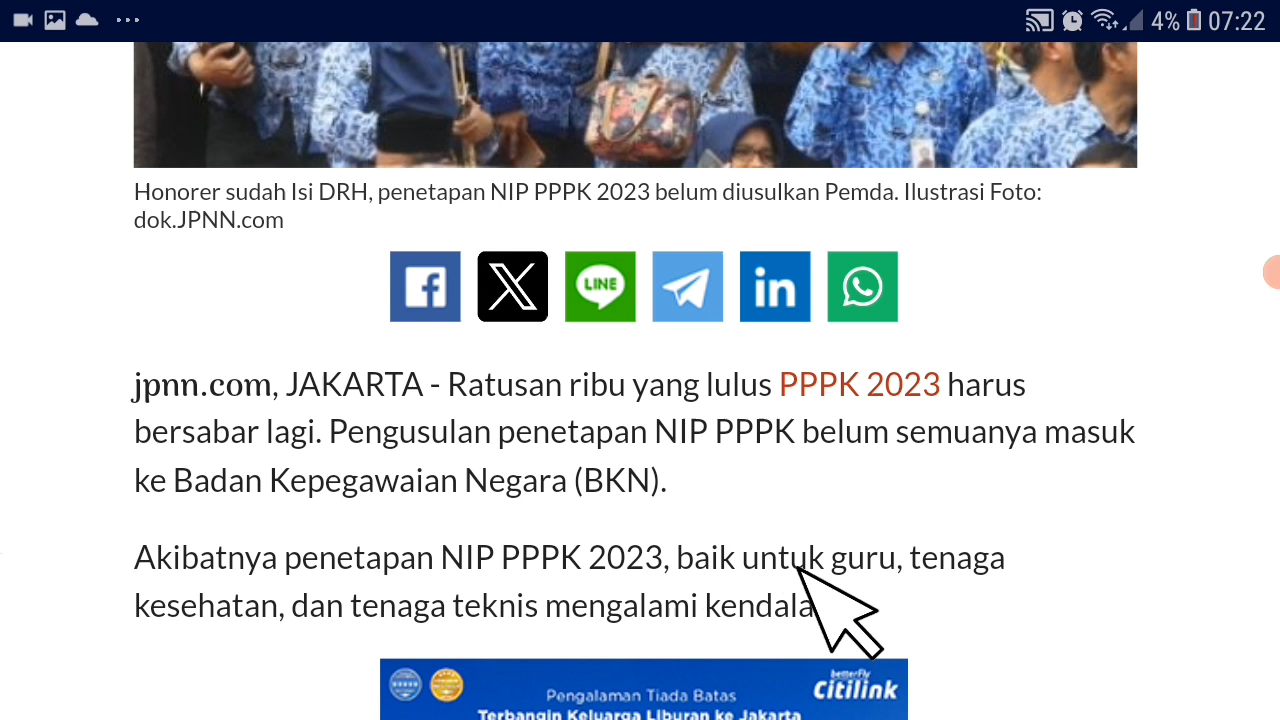 4% 07:22
Honorer sudah Isi DRH, penetapan NIP PPPK 2023 belum diusulkan Pemda. Ilustrasi Foto:
dok.JPNN.com
LINE
in
jpnn.com, JAKARTA - Ratusan ribu yang lulus PPPK 2023 harus
bersabar lagi. Pengusulan penetapan NIP PPPK belum semuanya masuk
ke Badan Kepegawaian Negara (BKN).
Akibatnya penetapan NIP PPPK 2023, baik untuk guru, tenaga
kesehatan, dan tenaga teknis mengalami kendala
betterfly
citilink
Pengalaman Tiada Batas
Terbangin Keluarga Liburan ke Jakarta